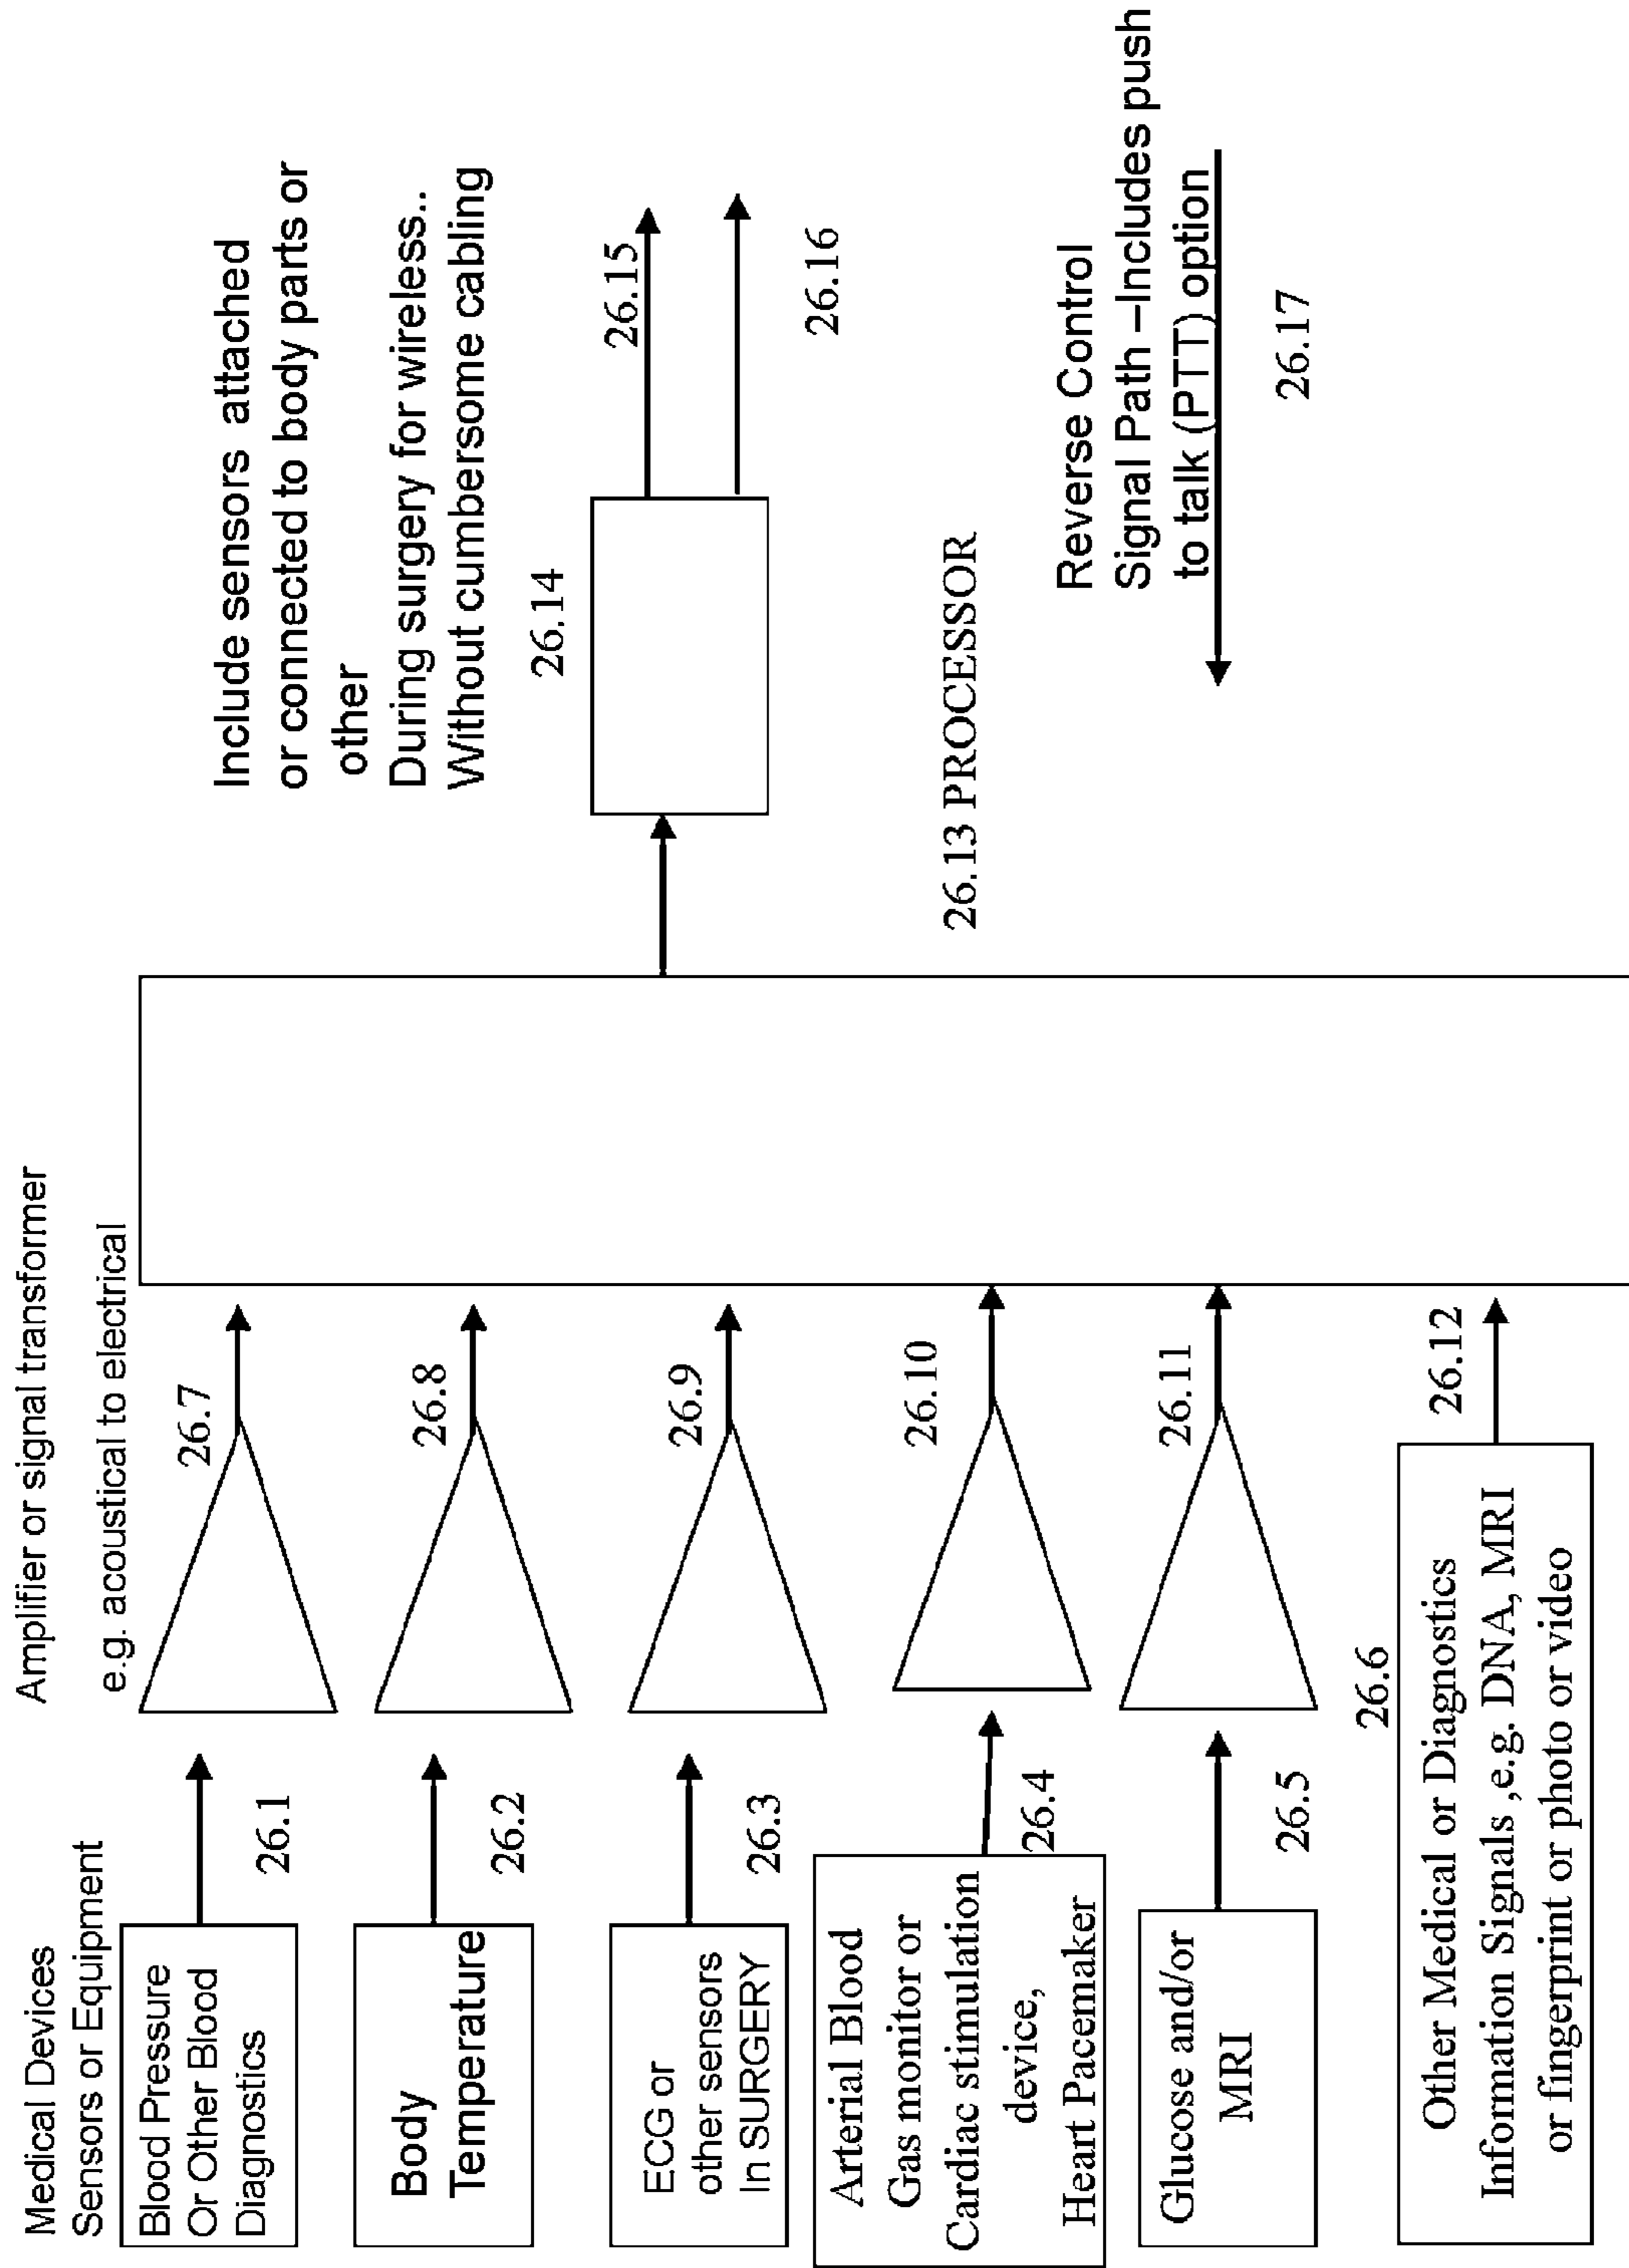 Medical Devices
Sensors or Equipment
Amplifier or signal transformer
e.g. acoustical to electrical
Blood Pressure
Or Other Blood
Diagnostics
26.1
26.7
Body
Temperature
26.2
26.8
ECG or
other sensors
In SURGERY
26.3
26.9
Arterial Blood
Gas monitor or
Cardiac stimulation
device,
Heart Pacemaker
26.4
26.10
Glucose and/or
MRI
26.5
26.11
26.6
Other Medical or Diagnostics
Information Signals ,e.g. DNA, MRI
or fingerprint or photo or video
26.12
Include sensors attached
or connected to body parts or
other
During surgery for wireless..
Without cumbersome cabling
26.14
26.15
26.16
26.13 PROCESSOR
Reverse Control
Signal Path –Includes push
to talk (PTT) option
26.17